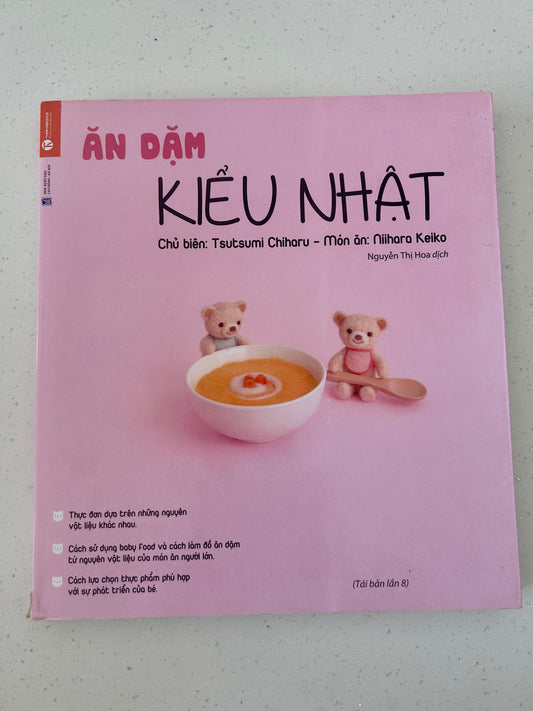 ĂN DẶM
KIỂU NHẬT
Chủ biên: Tsutsumi Chiharu – Món ăn: Niihara Keiko
Nguyễn Thị Hoa dịch
Thực đơn dựa trên những nguyên
vật liệu khác nhau.
Cách sử dụng baby food và cách làm đồ ăn dặm
từ nguyên vật liệu của món ăn người lớn.
Cách lựa chọn thực phẩm phù hợp
với sự phát triển của bé.
(Tái bản lần 8)